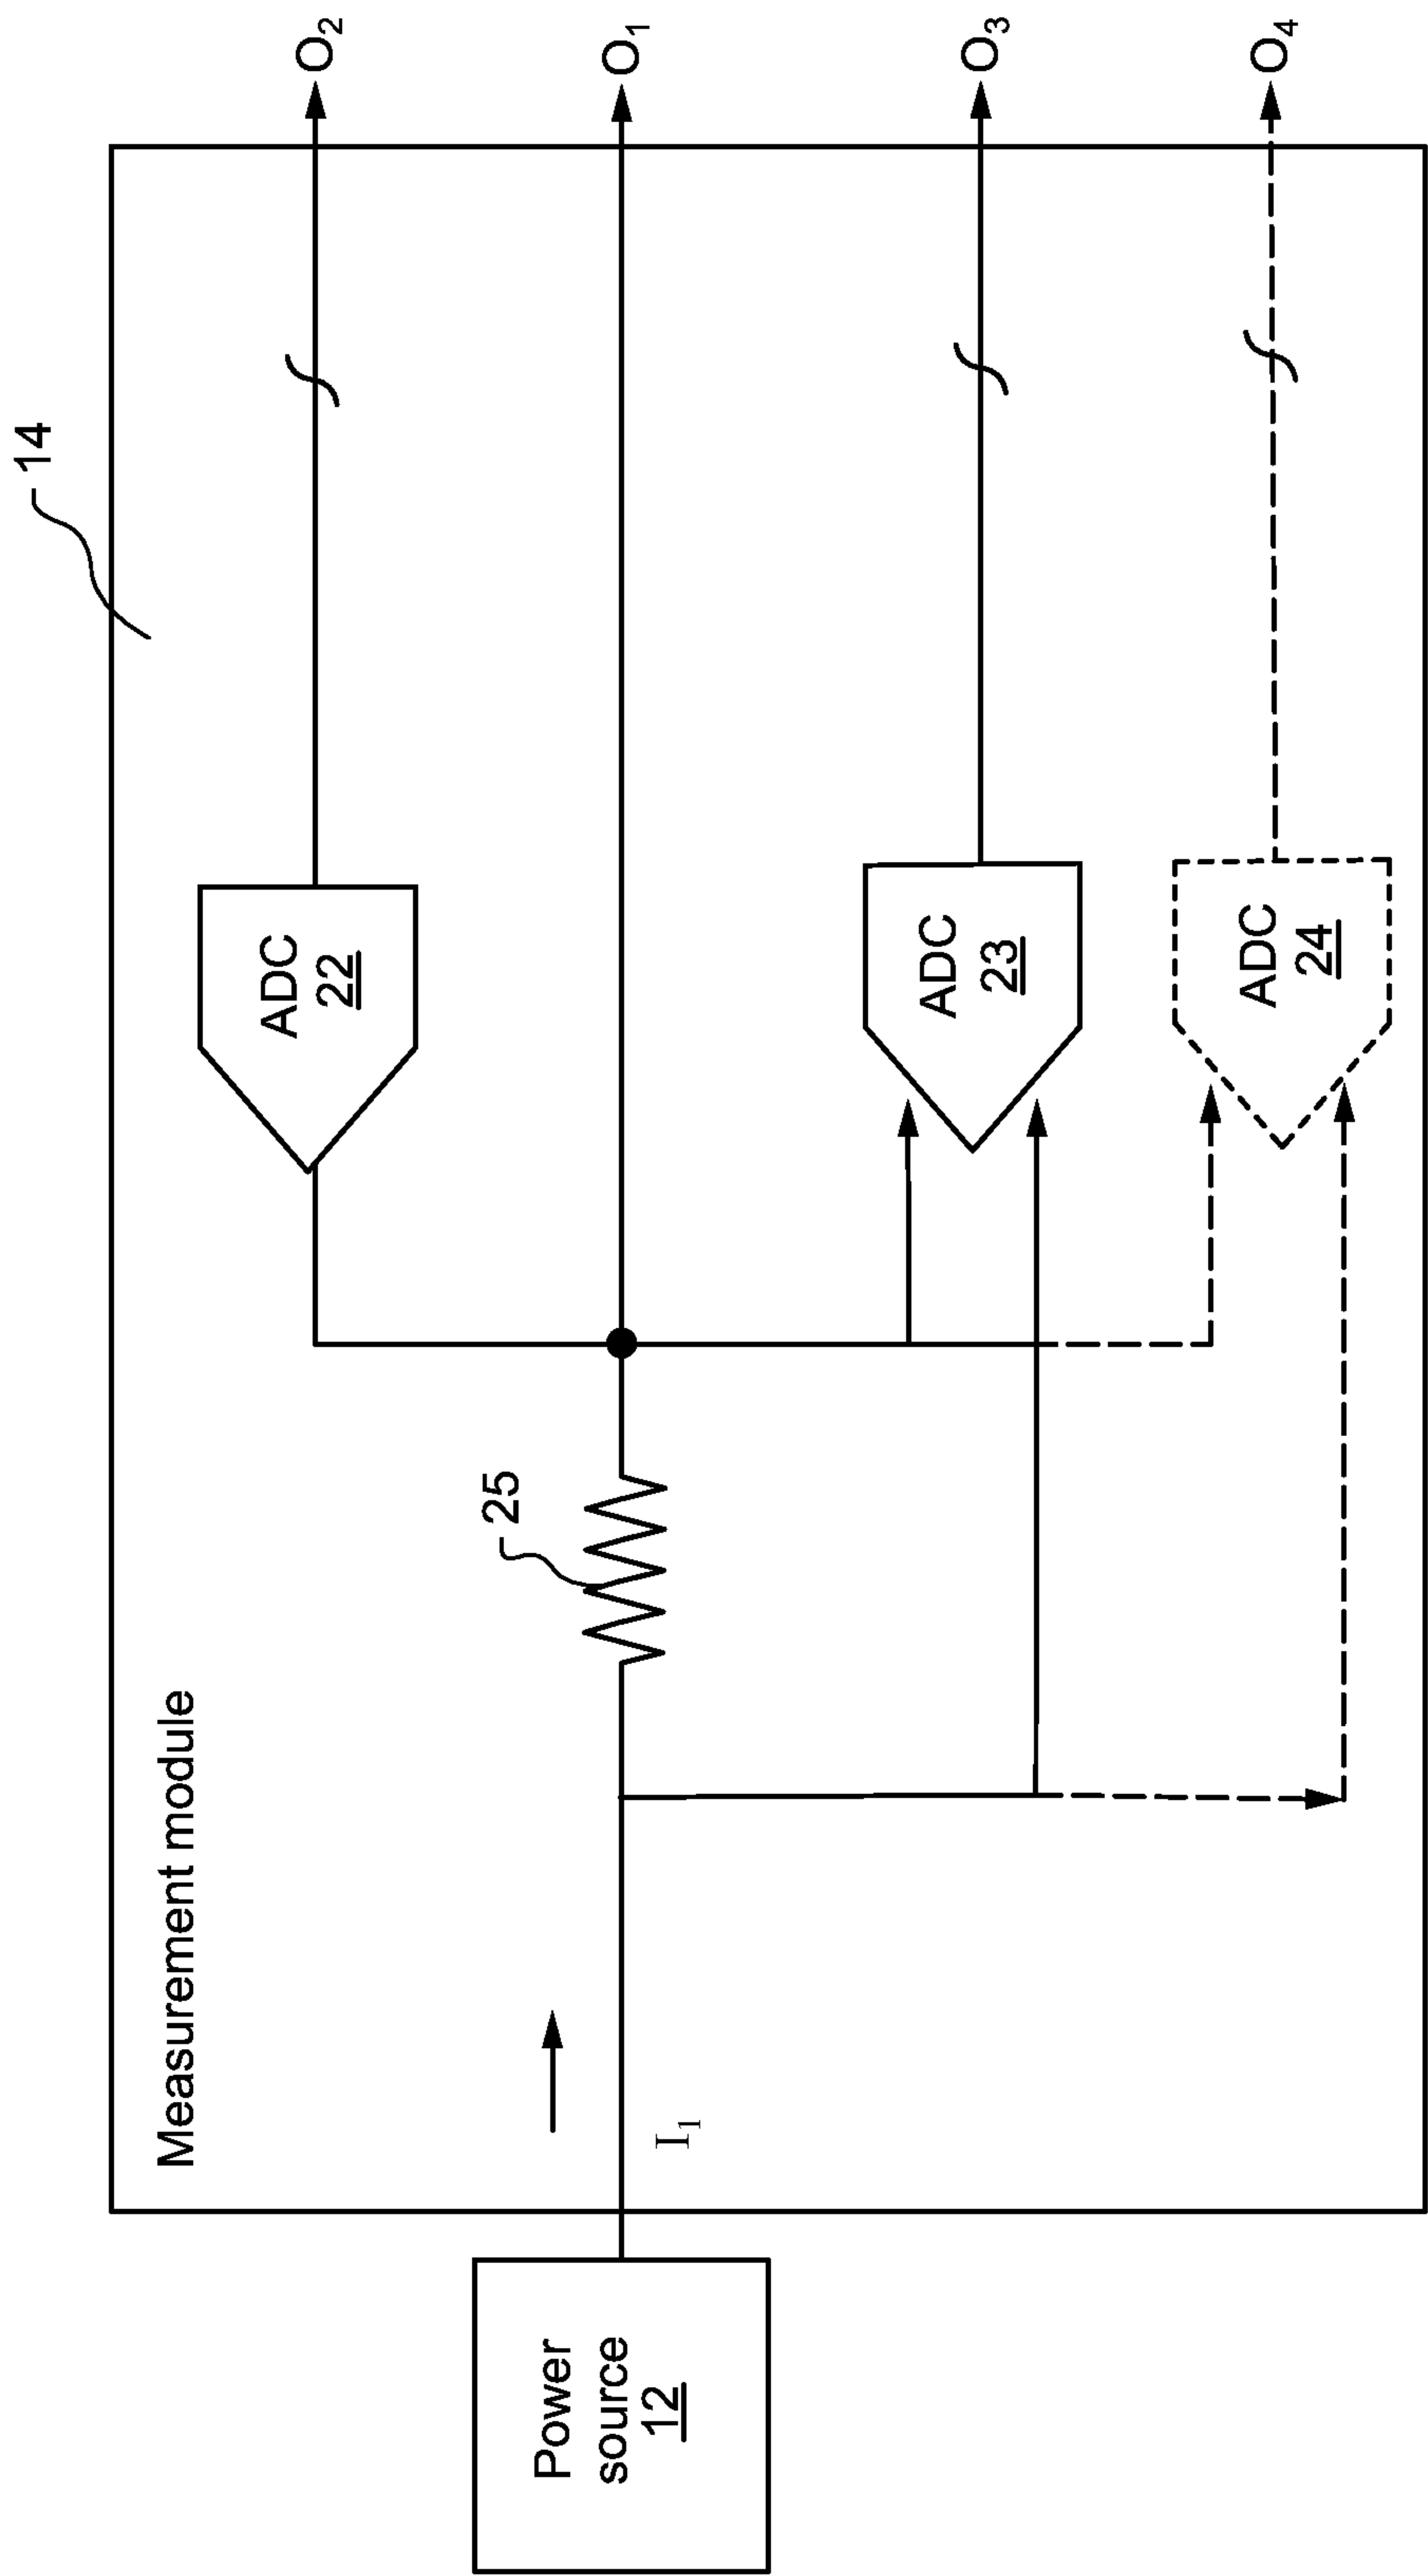 14
Measurement module
ADC
22
O₂
Power
source
12
I₁
25
O₁
ADC
23
O₃
ADC
24
O₄